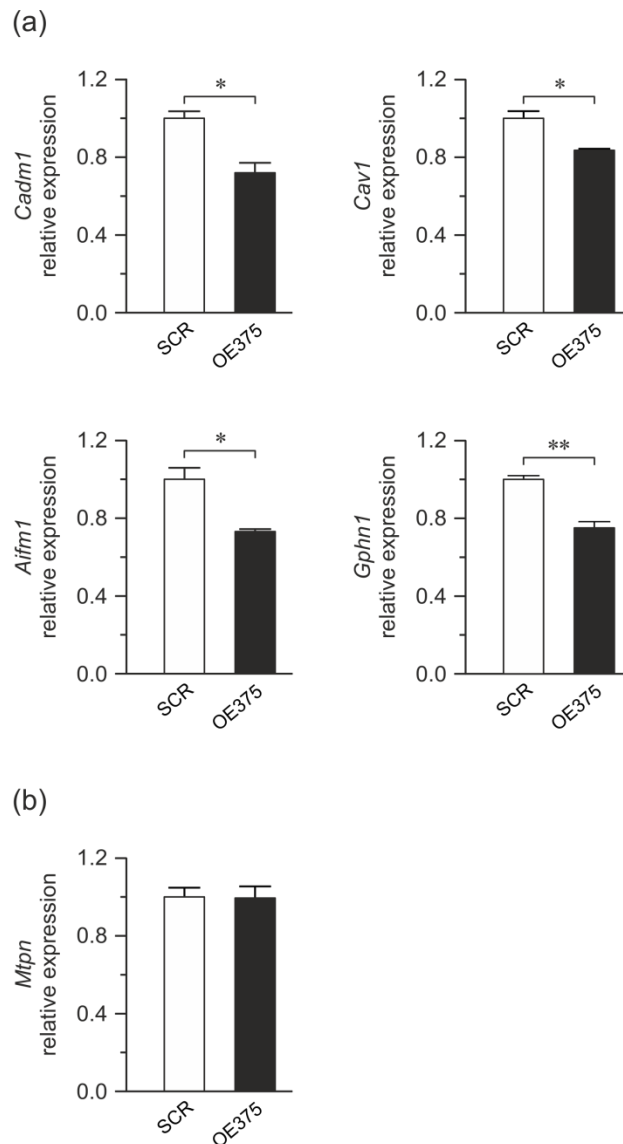 (a)
1.2
0.8
0.4
0.0
Cadm1
relative expression
*
SCR
OE375
1.2
0.8
0.4
0.0
Cav1
relative expression
*
SCR
OE375
1.2
0.8
0.4
0.0
Aifm1
relative expression
*
SCR
OE375
1.2
0.8
0.4
0.0
Gphn1
relative expression
**
SCR
OE375
(b)
1.2
0.8
0.4
0.0
Mtpn
relative expression
SCR
OE375